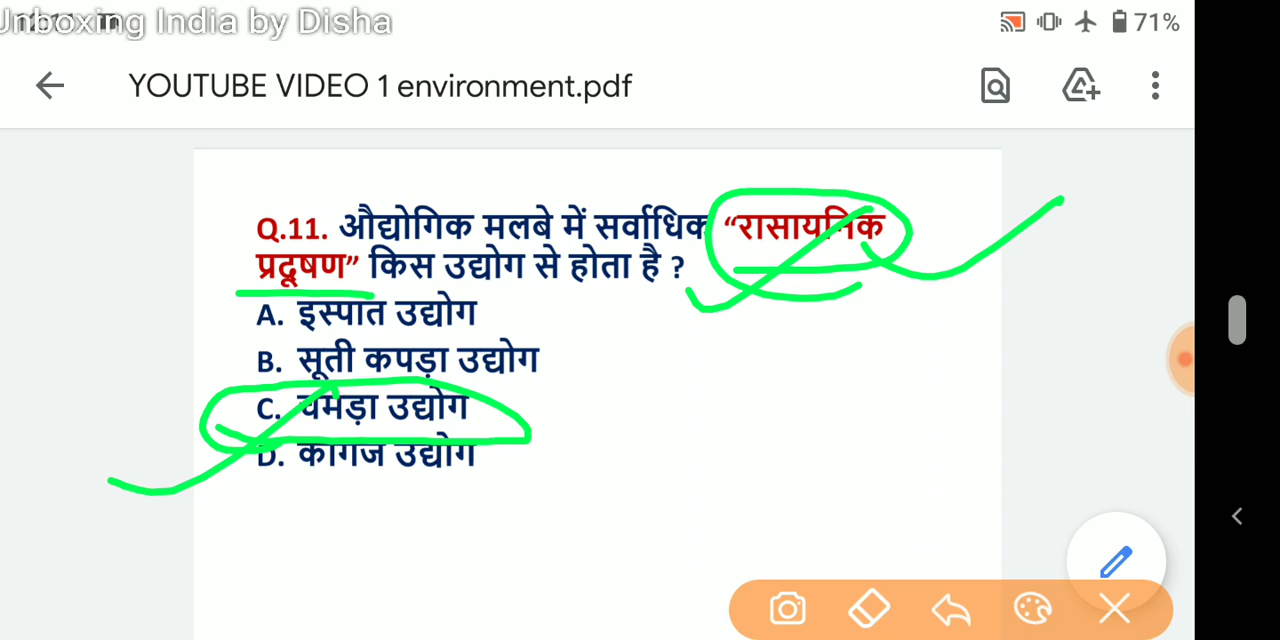 Unboxing India by Disha
71%
YOUTUBE VIDEO 1 environment.pdf
Q.11. औद्योगिक मलबे में सर्वाधिक “रासायनिक
प्रदूषण” किस उद्योग से होता है ?
A. इस्पात उद्योग
B. सूती कपड़ा उद्योग
C. चमड़ा उद्योग
D. कागज उद्योग